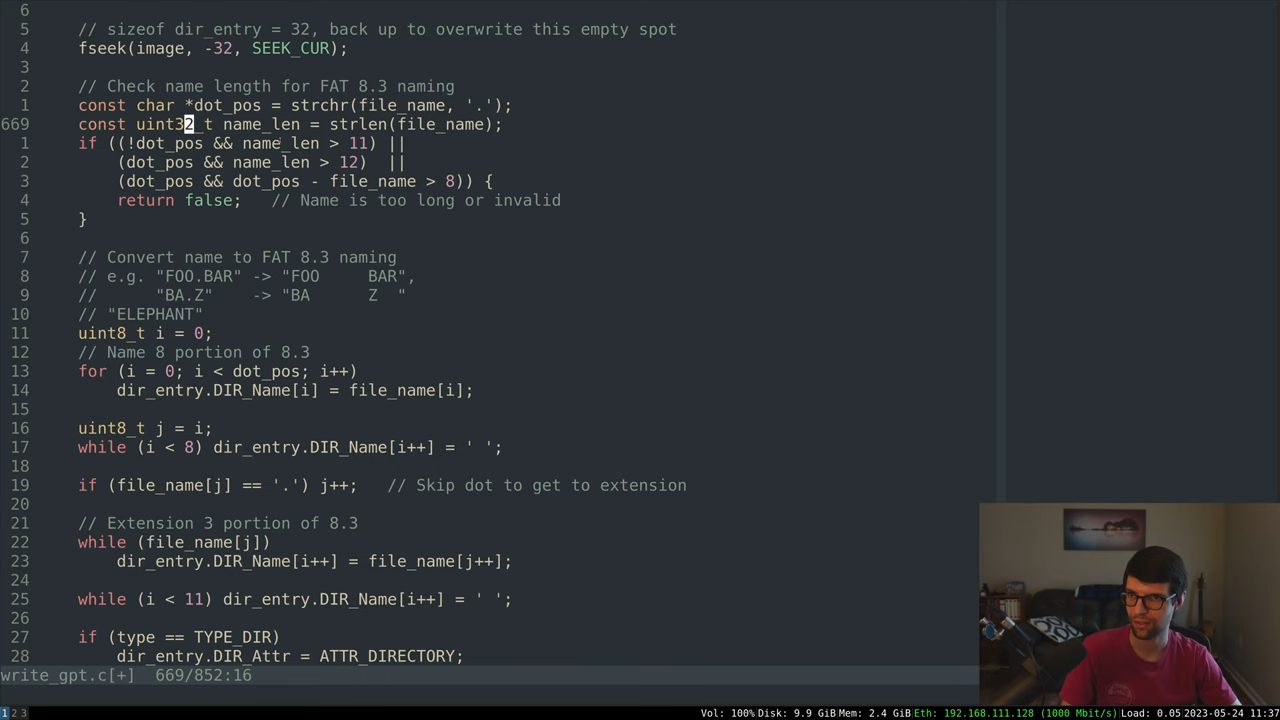 6
5     // sizeof dir_entry = 32, back up to overwrite this empty spot
4     fseek(image, -32, SEEK_CUR);
3
2     // Check name length for FAT 8.3 naming
1     const char *dot_pos = strchr(file_name, '.');
669     const uint32_t name_len = strlen(file_name);
1     if ((!dot_pos && name_len > 11) ||
2         (dot_pos && name_len > 12)  ||
3         (dot_pos && dot_pos - file_name > 8)) {
4         return false;   // Name is too long or invalid
5     }
6
7     // Convert name to FAT 8.3 naming
8     // e.g. "FOO.BAR" -> "FOO     BAR",
9     //      "BA.Z"    -> "BA      Z  "
10     // "ELEPHANT"
11     uint8_t i = 0;
12     // Name 8 portion of 8.3
13     for (i = 0; i < dot_pos; i++)
14         dir_entry.DIR_Name[i] = file_name[i];
15
16     uint8_t j = i;
17     while (i < 8) dir_entry.DIR_Name[i++] = ' ';
18
19     if (file_name[j] == '.') j++;   // Skip dot to get to extension
20
21     // Extension 3 portion of 8.3
22     while (file_name[j])
23         dir_entry.DIR_Name[i++] = file_name[j++];
24
25     while (i < 11) dir_entry.DIR_Name[i++] = ' ';
26
27     if (type == TYPE_DIR)
28         dir_entry.DIR_Attr = ATTR_DIRECTORY;
write_gpt.c[+]  669/852:16
1 2 3 Vol: 100% Disk: 9.9 GiB Mem: 2.4 GiB Eth: 192.168.111.128 (1000 Mbit/s) Load: 0.05 2023-05-24 11:37